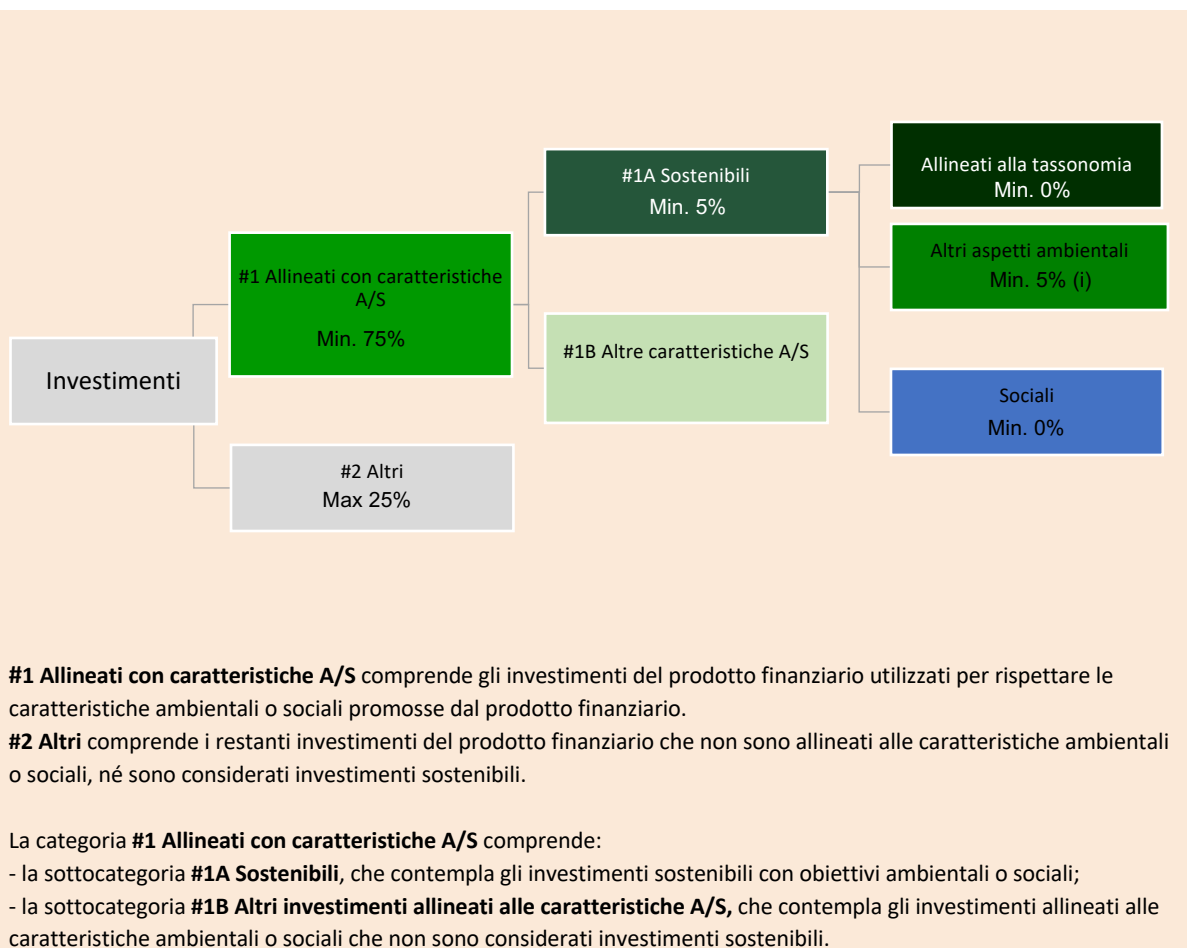 Investimenti
#1 Allineati con caratteristiche
A/S
Min. 75%
#2 Altri
Max 25%
#1A Sostenibili
Min. 5%
#1B Altre caratteristiche A/S
Allineati alla tassonomia
Min. 0%
Altri aspetti ambientali
Min. 5% (i)
Sociali
Min. 0%
#1 Allineati con caratteristiche A/S comprende gli investimenti del prodotto finanziario utilizzati per rispettare le
caratteristiche ambientali o sociali promosse dal prodotto finanziario.
#2 Altri comprende i restanti investimenti del prodotto finanziario che non sono allineati alle caratteristiche ambientali
o sociali, né sono considerati investimenti sostenibili.
La categoria #1 Allineati con caratteristiche A/S comprende:
- la sottocategoria #1A Sostenibili, che contempla gli investimenti sostenibili con obiettivi ambientali o sociali;
- la sottocategoria #1B Altri investimenti allineati alle caratteristiche A/S, che contempla gli investimenti allineati alle
caratteristiche ambientali o sociali che non sono considerati investimenti sostenibili.